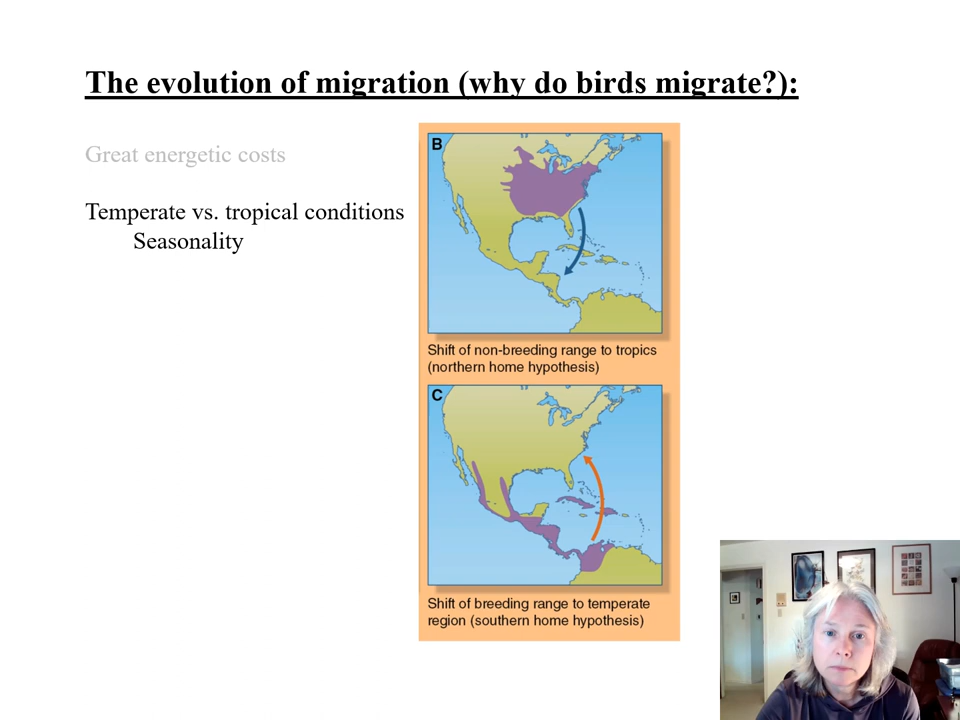 The evolution of migration (why do birds migrate?):
Great energetic costs
Temperate vs. tropical conditions
Seasonality
B
Shift of non-breeding range to tropics
(northern home hypothesis)
C
Shift of breeding range to temperate
region (southern home hypothesis)